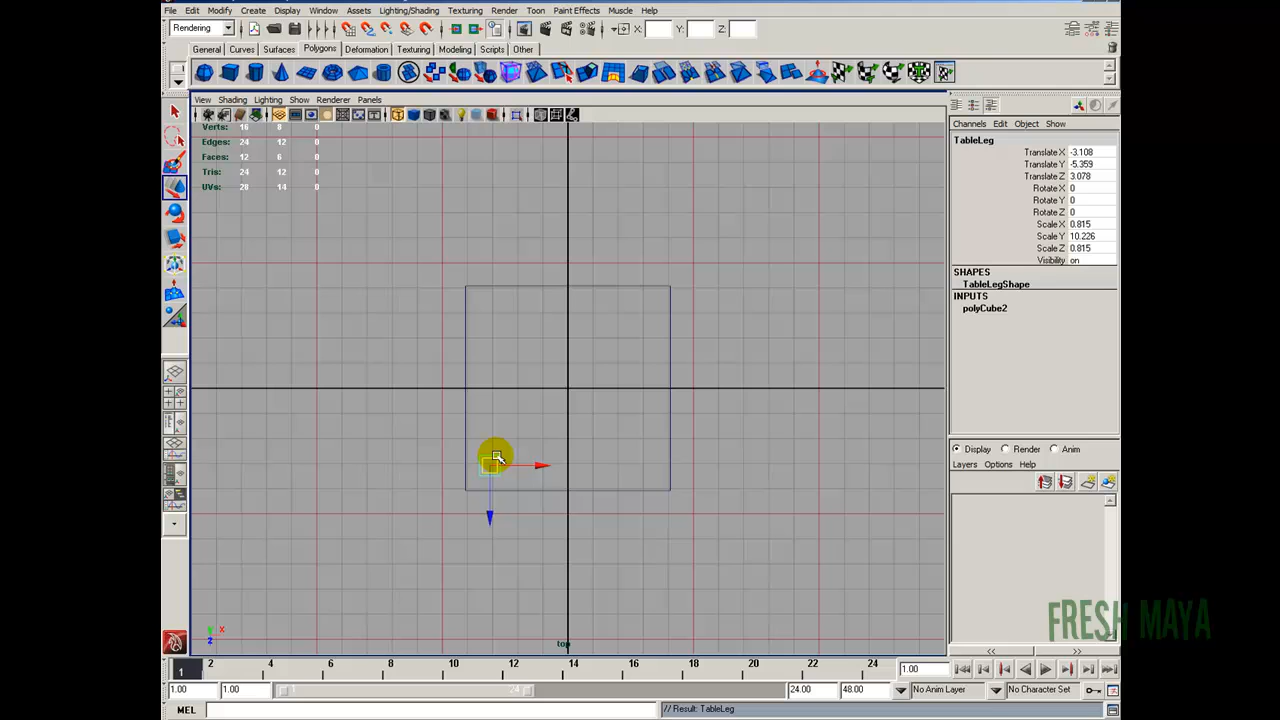 File Edit Modify Create Display Window Assets Lighting/Shading Texturing Render Toon Paint Effects Muscle Help
Rendering X: Y: Z:
General Curves Surfaces Polygons Deformation Texturing Modeling Scripts Other
View Shading Lighting Show Renderer Panels
Verts: 16 8 0
Edges: 24 12 0
Faces: 12 6 0
Tris: 24 12 0
UVs: 28 14 0
Channels Edit Object Show
TableLeg
Translate X -3.108
Translate Y -5.359
Translate Z 3.078
Rotate X 0
Rotate Y 0
Rotate Z 0
Scale X 0.815
Scale Y 10.226
Scale Z 0.815
Visibility on
SHAPES
TableLegShape
INPUTS
polyCube2
Display Render Anim
Layers Options Help
FRESH MAYA
Y X
Z
top
1 2 4 6 8 10 12 14 16 18 20 22 24 1.00
1.00 1.00 24 24.00 48.00 No Anim Layer No Character Set
MEL // Result: TableLeg